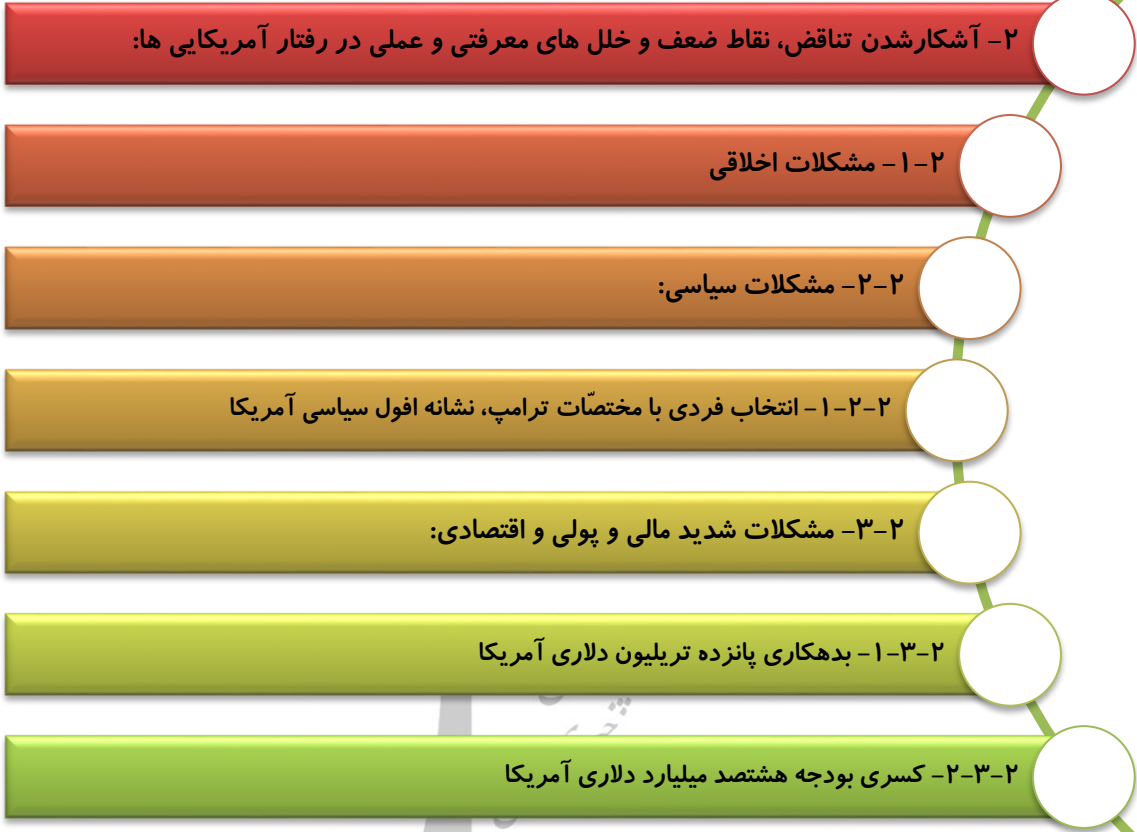 ۲- آشکارشدن تناقض، نقاط ضعف و خلل های معرفتی و عملی در رفتار آمریکایی ها:
۲-۱- مشکلات اخلاقی
۲-۲- مشکلات سیاسی:
۲-۲-۱- انتخاب فردی با مختصّات ترامپ، نشانه افول سیاسی آمریکا
۲-۳- مشکلات شدید مالی و پولی و اقتصادی:
۲-۳-۱- بدهکاری پانزده تریلیون دلاری آمریکا
۲-۳-۲- کسری بودجه هشتصد میلیارد دلاری آمریکا